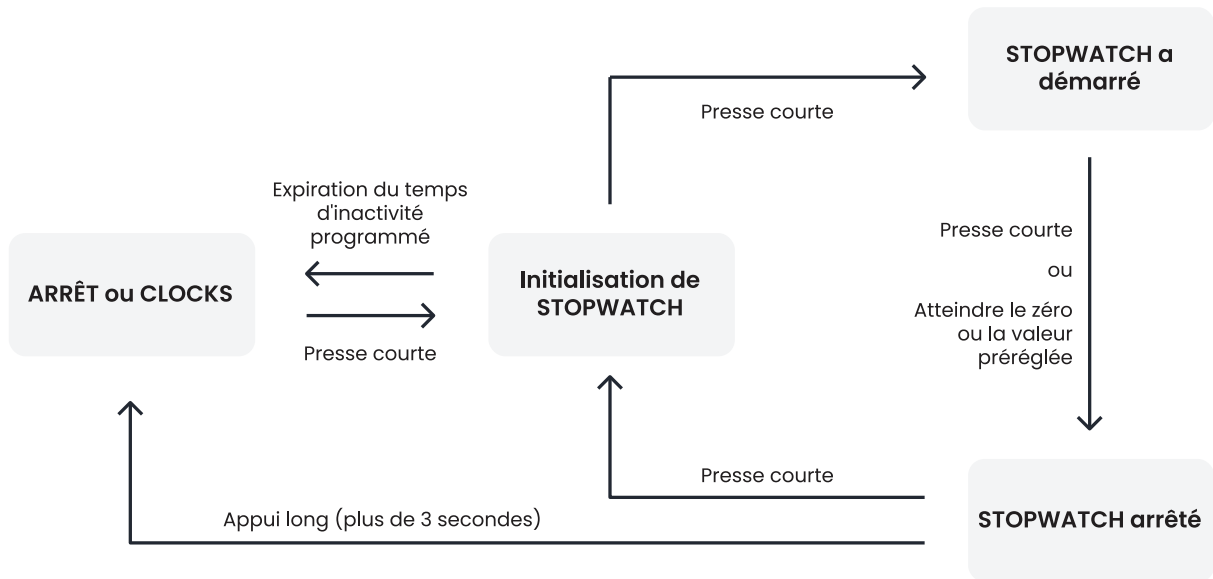 STOPWATCH a
démarré
Presse courte
Expiration du temps
d'inactivité
programmé
Presse courte
ou
Atteindre le zéro
ou la valeur
préréglée
ARRÊT ou CLOCKS
Initialisation de
STOPWATCH
Presse courte
Presse courte
Appui long (plus de 3 secondes)
STOPWATCH arrêté